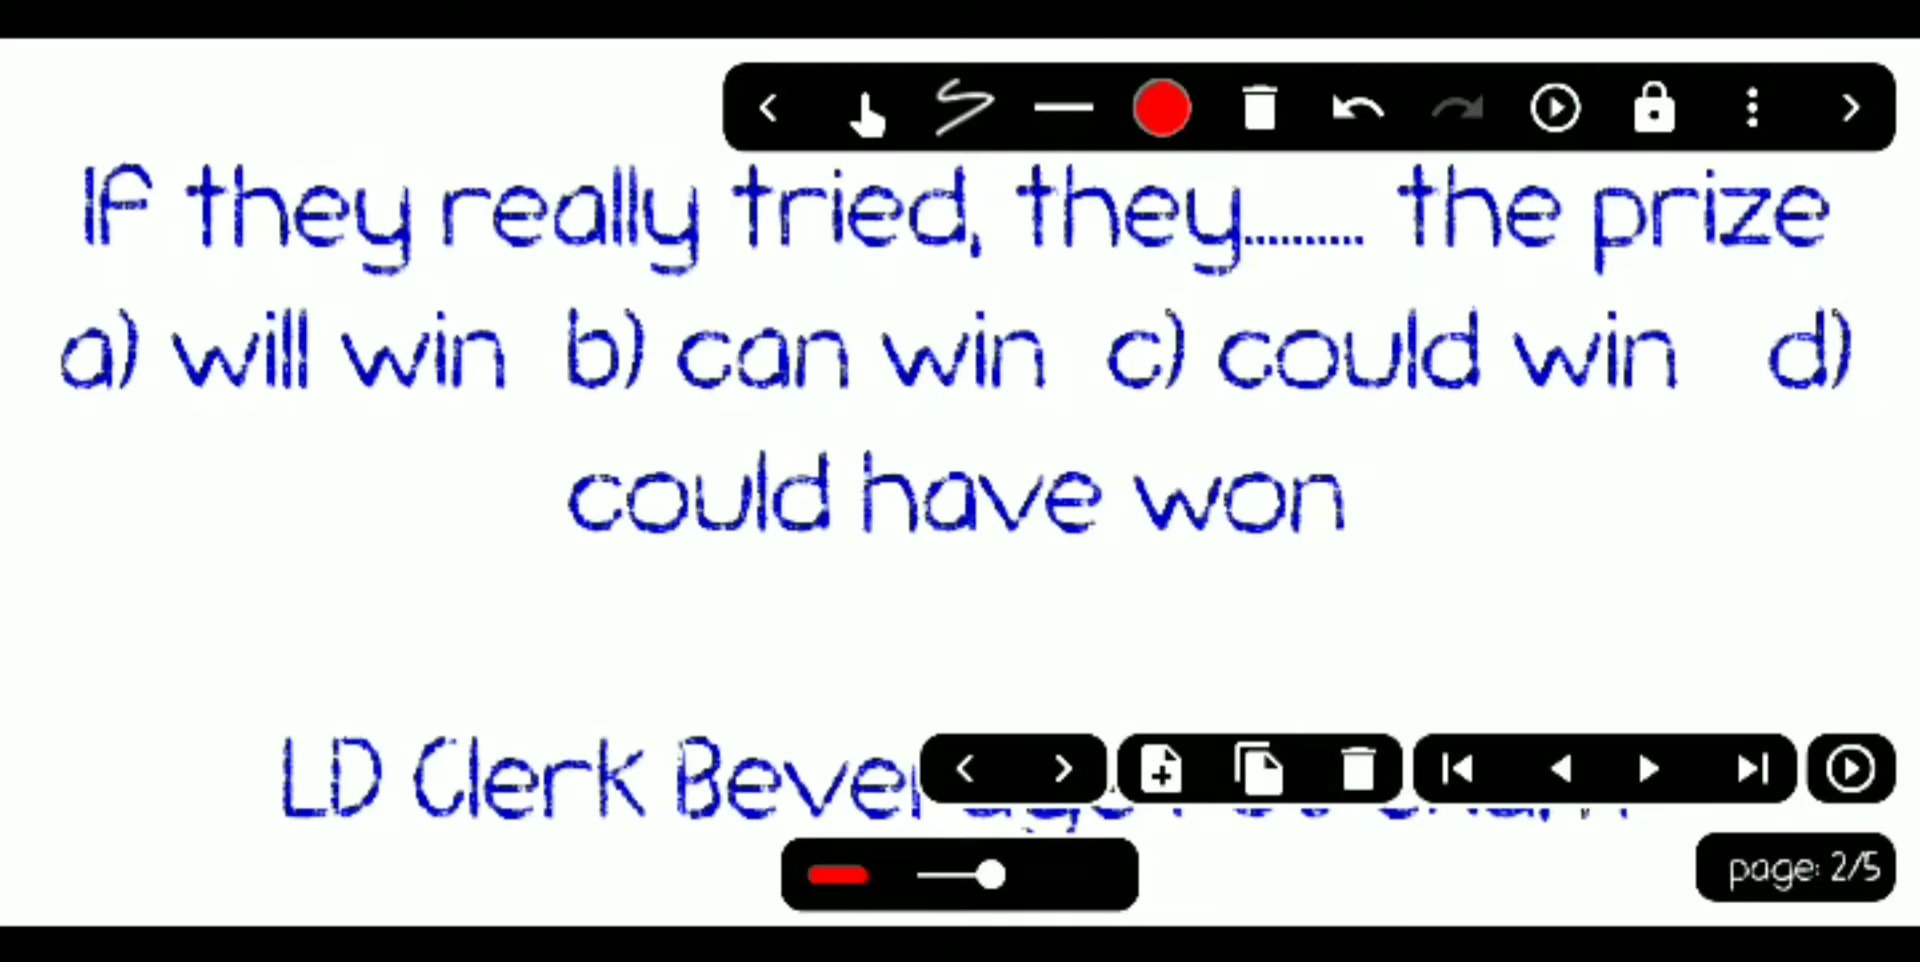 If they really tried, they.......... the prize
a) will win b) can win c) could win d)
could have won
LD Clerk
page: 2/5